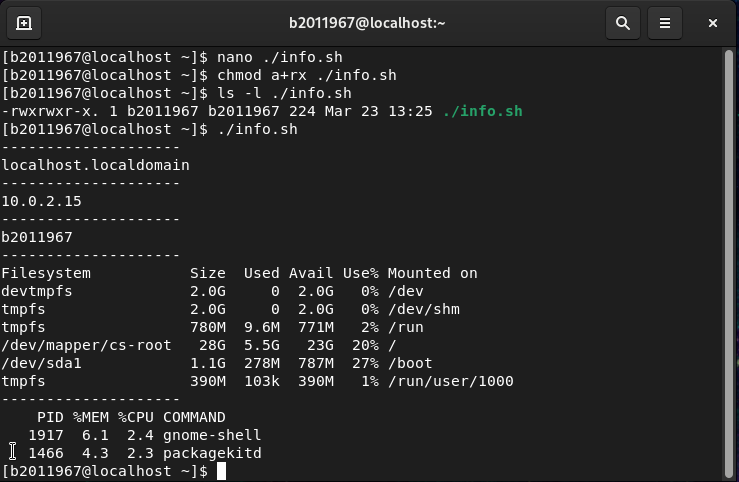 b2011967@localhost:~
[b2011967@localhost ~]$ nano ./info.sh
[b2011967@localhost ~]$ chmod a+rx ./info.sh
[b2011967@localhost ~]$ ls -l ./info.sh
-rwxrwxr-x. 1 b2011967 b2011967 224 Mar 23 13:25 ./info.sh
[b2011967@localhost ~]$ ./info.sh
--------------------
localhost.localdomain
--------------------
10.0.2.15
--------------------
b2011967
--------------------
Filesystem           Size  Used Avail Use% Mounted on
devtmpfs             2.0G     0  2.0G   0% /dev
tmpfs                2.0G     0  2.0G   0% /dev/shm
tmpfs                780M  9.6M  771M   2% /run
/dev/mapper/cs-root   28G  5.5G   23G  20% /
/dev/sda1            1.1G  278M  787M  27% /boot
tmpfs                390M  103k  390M   1% /run/user/1000
--------------------
    PID %MEM %CPU COMMAND
   1917  6.1  2.4 gnome-shell
   1466  4.3  2.3 packagekitd
[b2011967@localhost ~]$